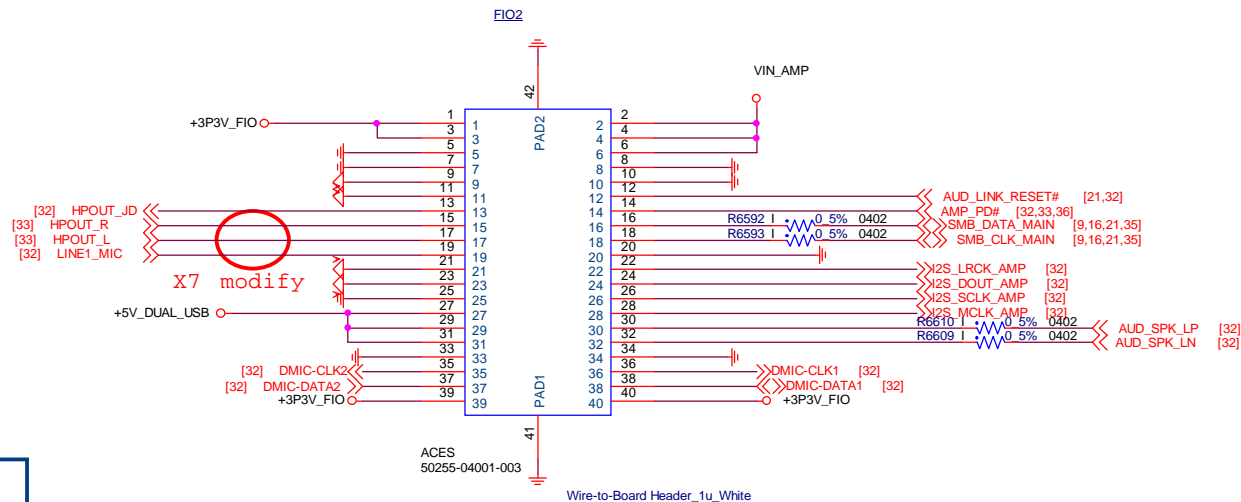 FIO2
VIN_AMP
42
PAD2
+3P3V_FIO
1 1 2 2
3 3 4 4
5 5 6 6
7 7 8 8
9 9 10 10
11 11 12 12 AUD_LINK_RESET# [21,32]
[32] HPOUT_JD 13 13 14 14 AMP_PD# [32,33,36]
[33] HPOUT_R 15 15 16 16 R6592 I 0_5% 0402 SMB_DATA_MAIN [9,16,21,35]
[33] HPOUT_L 17 17 18 18 R6593 I 0_5% 0402 SMB_CLK_MAIN [9,16,21,35]
[32] LINE1_MIC 19 19 20 20
X7 modify
21 21 22 22 I2S_LRCK_AMP [32]
23 23 24 24 I2S_DOUT_AMP [32]
25 25 26 26 I2S_SCLK_AMP [32]
+5V_DUAL_USB 27 27 28 28 I2S_MCLK_AMP [32]
29 29 30 30 R6610 I 0_5% 0402 AUD_SPK_LP [32]
31 31 32 32 R6609 I 0_5% 0402 AUD_SPK_LN [32]
33 33 34 34
[32] DMIC-CLK2 35 35 36 36 DMIC-CLK1 [32]
[32] DMIC-DATA2 37 37 38 38 DMIC-DATA1 [32]
+3P3V_FIO 39 39 40 40 +3P3V_FIO
PAD1
41
ACES
50255-04001-003
Wire-to-Board Header_1u_White